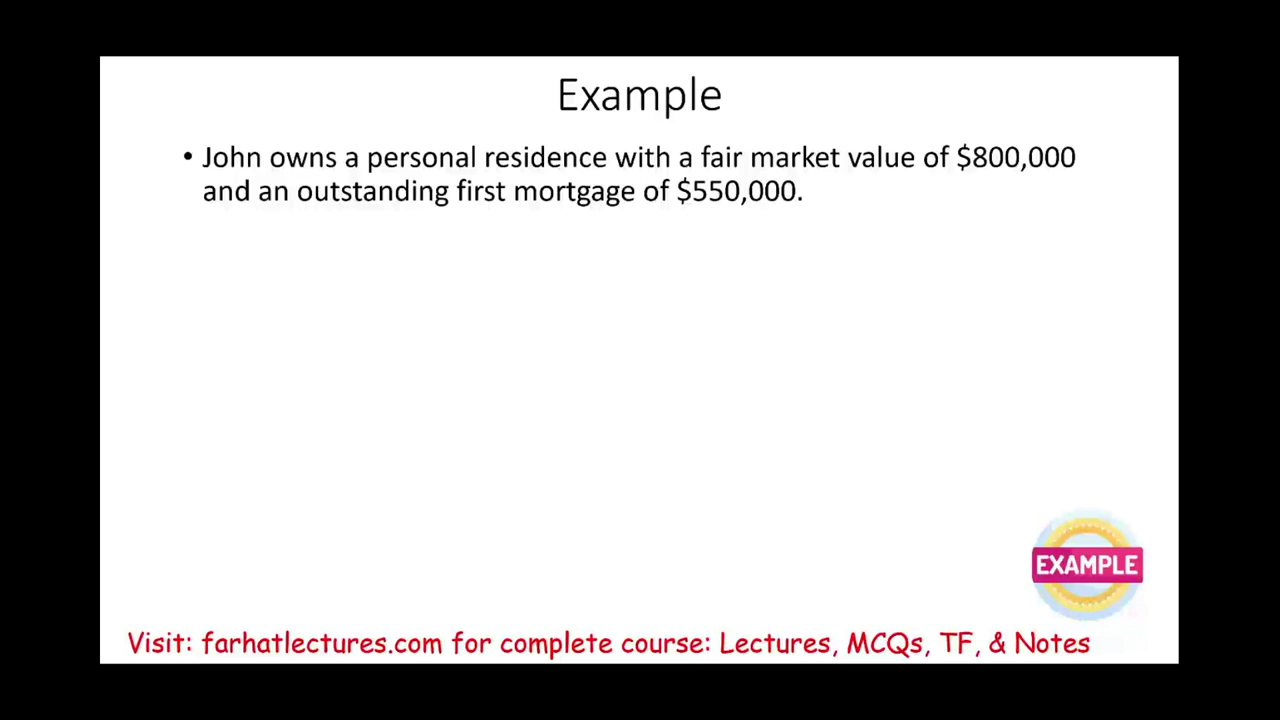 Example
• John owns a personal residence with a fair market value of $800,000
and an outstanding first mortgage of $550,000.
EXAMPLE
Visit: farhatlectures.com for complete course: Lectures, MCQs, TF, & Notes